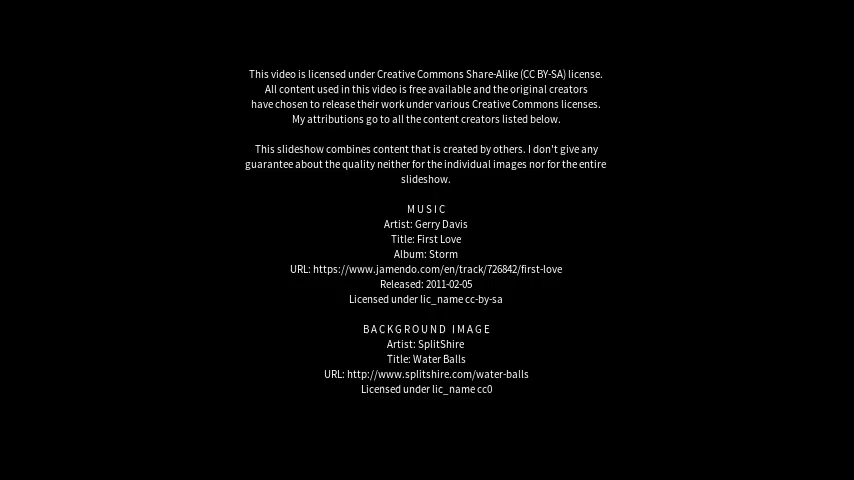 This video is licensed under Creative Commons Share-Alike (CC BY-SA) license.
All content used in this video is free available and the original creators
have chosen to release their work under various Creative Commons licenses.
My attributions go to all the content creators listed below.
This slideshow combines content that is created by others. I don't give any
guarantee about the quality neither for the individual images nor for the entire
slideshow.
MUSIC
Artist: Gerry Davis
Title: First Love
Album: Storm
URL: https://www.jamendo.com/en/track/726842/first-love
Released: 2011-02-05
Licensed under lic_name cc-by-sa
BACKGROUND IMAGE
Artist: SplitShire
Title: Water Balls
URL: http://www.splitshire.com/water-balls
Licensed under lic_name cc0